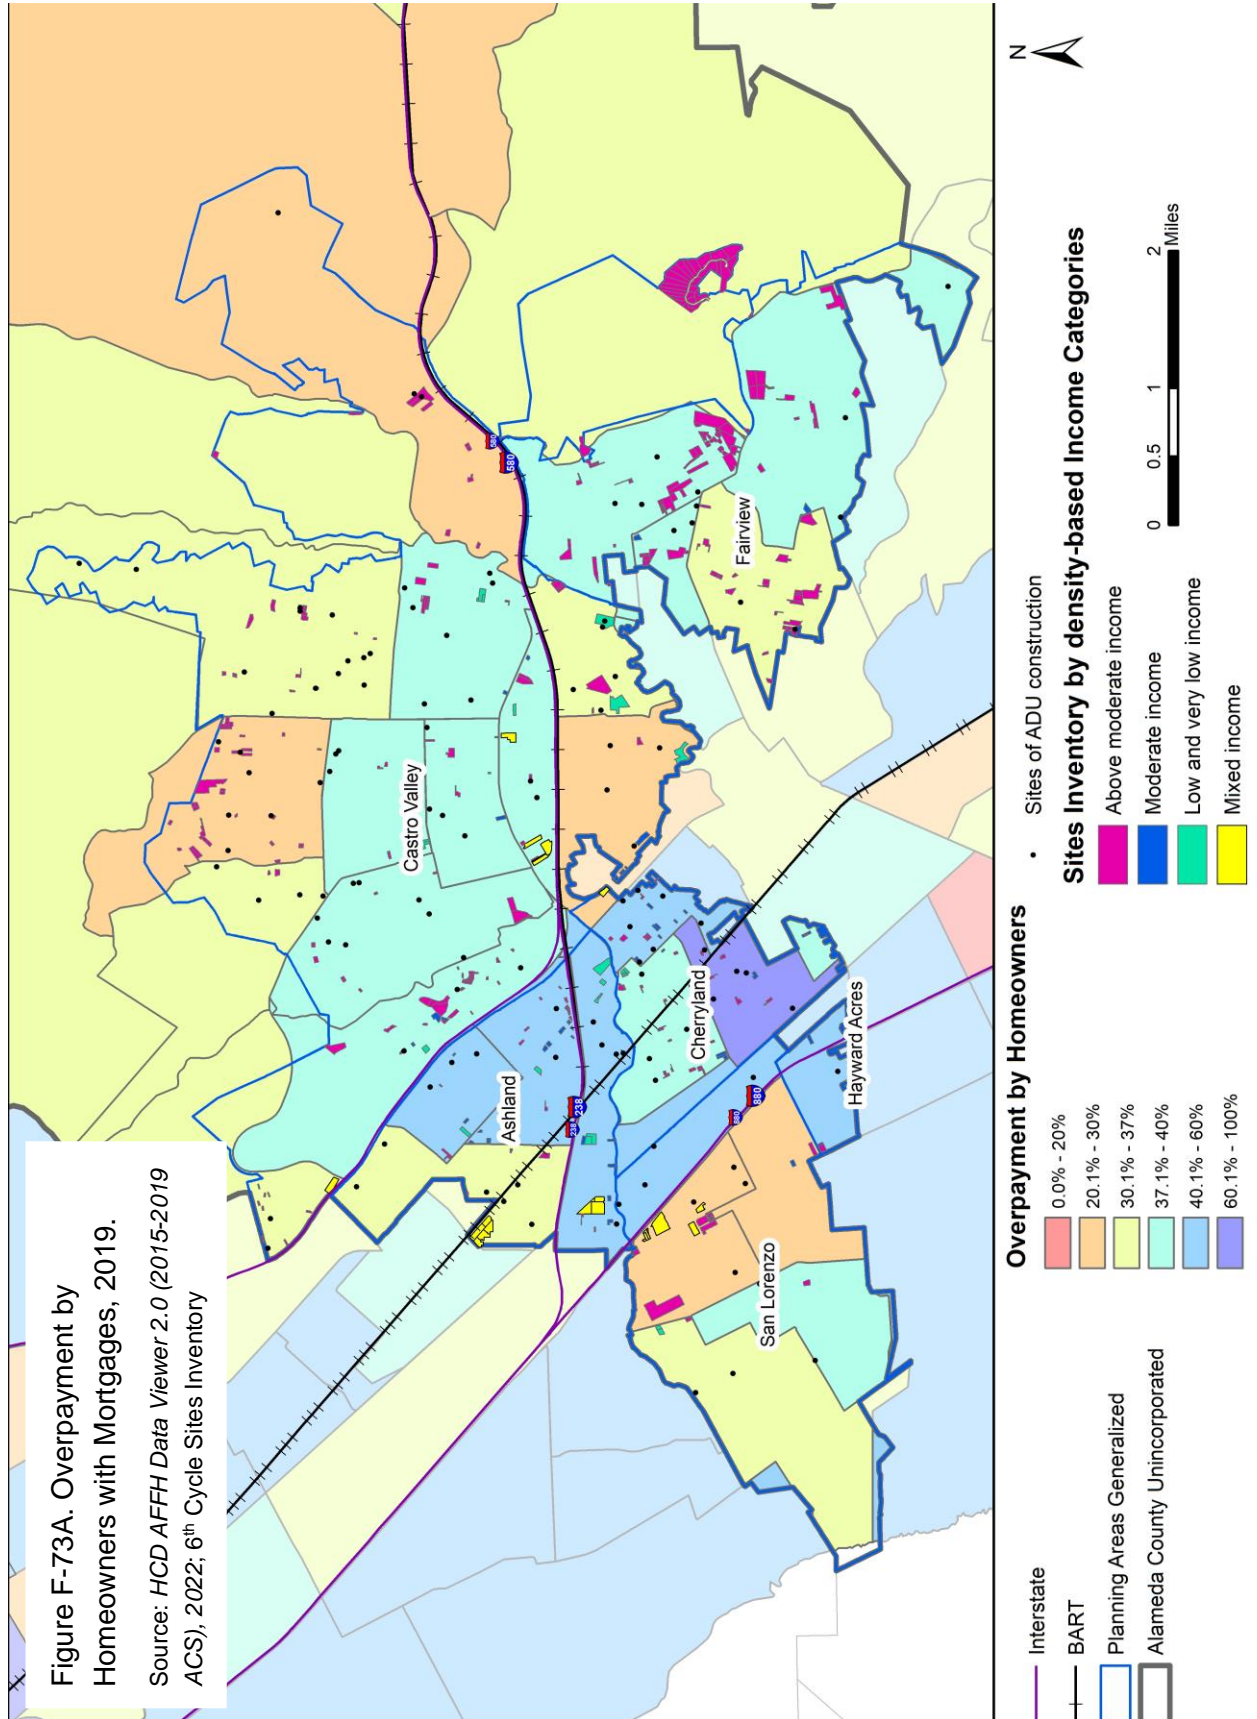 Figure F-73A. Overpayment by
Homeowners with Mortgages, 2019.
Source: HCD AFFH Data Viewer 2.0 (2015-2019
ACS), 2022; 6th Cycle Sites Inventory
Castro Valley
Ashland
Cherryland
Hayward Acres
San Lorenzo
Fairview
580
580
238
238
880
880
Interstate
BART
Planning Areas Generalized
Alameda County Unincorporated
Overpayment by Homeowners
0.0% - 20%
20.1% - 30%
30.1% - 37%
37.1% - 40%
40.1% - 60%
60.1% - 100%
Sites of ADU construction
Sites Inventory by density-based Income Categories
Above moderate income
Moderate income
Low and very low income
Mixed income
0 0.5 1 2
Miles
N